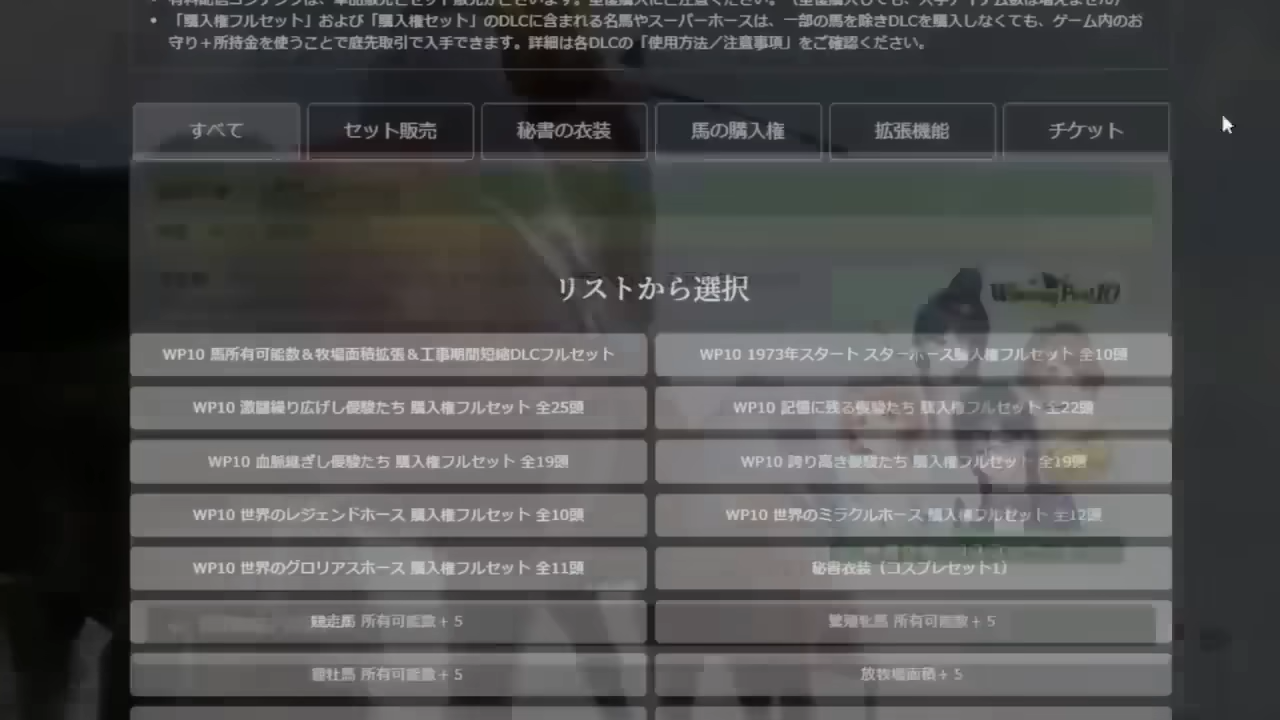 「購入権フルセット」および「購入権セット」のDLCに含まれる名馬やスーパーホースは、一部の馬を除きDLCを購入しなくても、ゲーム内のお
守り＋所持金を使うことで庭先取引で入手できます。詳細は各DLCの「使用方法／注意事項」をご確認ください。
すべて
セット販売
秘書の衣装
馬の購入権
拡張機能
チケット
リストから選択
Winning Post 10
WP10 馬所有可能数＆牧場面積拡張＆工事期間短縮DLCフルセット
WP10 1973年スタート スターホース購入権フルセット 全10頭
WP10 激闘繰り広げし優駿たち 購入権フルセット 全25頭
WP10 記憶に残る優駿たち 購入権フルセット 全22頭
WP10 血脈継ぎし優駿たち 購入権フルセット 全19頭
WP10 誇り高き優駿たち 購入権フルセット 全19頭
WP10 世界のレジェンドホース 購入権フルセット 全10頭
WP10 世界のミラクルホース 購入権フルセット 全12頭
WP10 世界のグロリアスホース 購入権フルセット 全11頭
秘書衣装（コスプレセット1）
競走馬 所有可能数＋5
繁殖牝馬 所有可能数＋5
種牡馬 所有可能数＋5
放牧場面積＋5